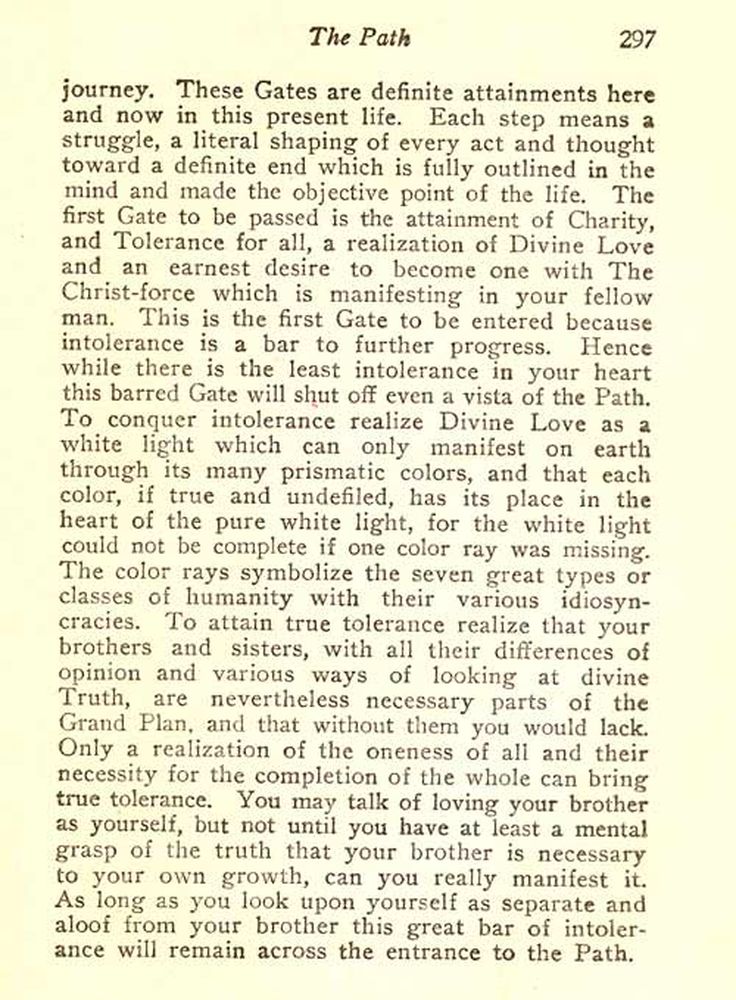 The Path 297
journey. These Gates are definite attainments here
and now in this present life. Each step means a
struggle, a literal shaping of every act and thought
toward a definite end which is fully outlined in the
mind and made the objective point of the life. The
first Gate to be passed is the attainment of Charity,
and Tolerance for all, a realization of Divine Love
and an earnest desire to become one with The
Christ-force which is manifesting in your fellow
man. This is the first Gate to be entered because
intolerance is a bar to further progress. Hence
while there is the least intolerance in your heart
this barred Gate will shut off even a vista of the Path.
To conquer intolerance realize Divine Love as a
white light which can only manifest on earth
through its many prismatic colors, and that each
color, if true and undefiled, has its place in the
heart of the pure white light, for the white light
could not be complete if one color ray was missing.
The color rays symbolize the seven great types or
classes of humanity with their various idiosyn-
cracies. To attain true tolerance realize that your
brothers and sisters, with all their differences of
opinion and various ways of looking at divine
Truth, are nevertheless necessary parts of the
Grand Plan, and that without them you would lack.
Only a realization of the oneness of all and their
necessity for the completion of the whole can bring
true tolerance. You may talk of loving your brother
as yourself, but not until you have at least a mental
grasp of the truth that your brother is necessary
to your own growth, can you really manifest it.
As long as you look upon yourself as separate and
aloof from your brother this great bar of intoler-
ance will remain across the entrance to the Path.